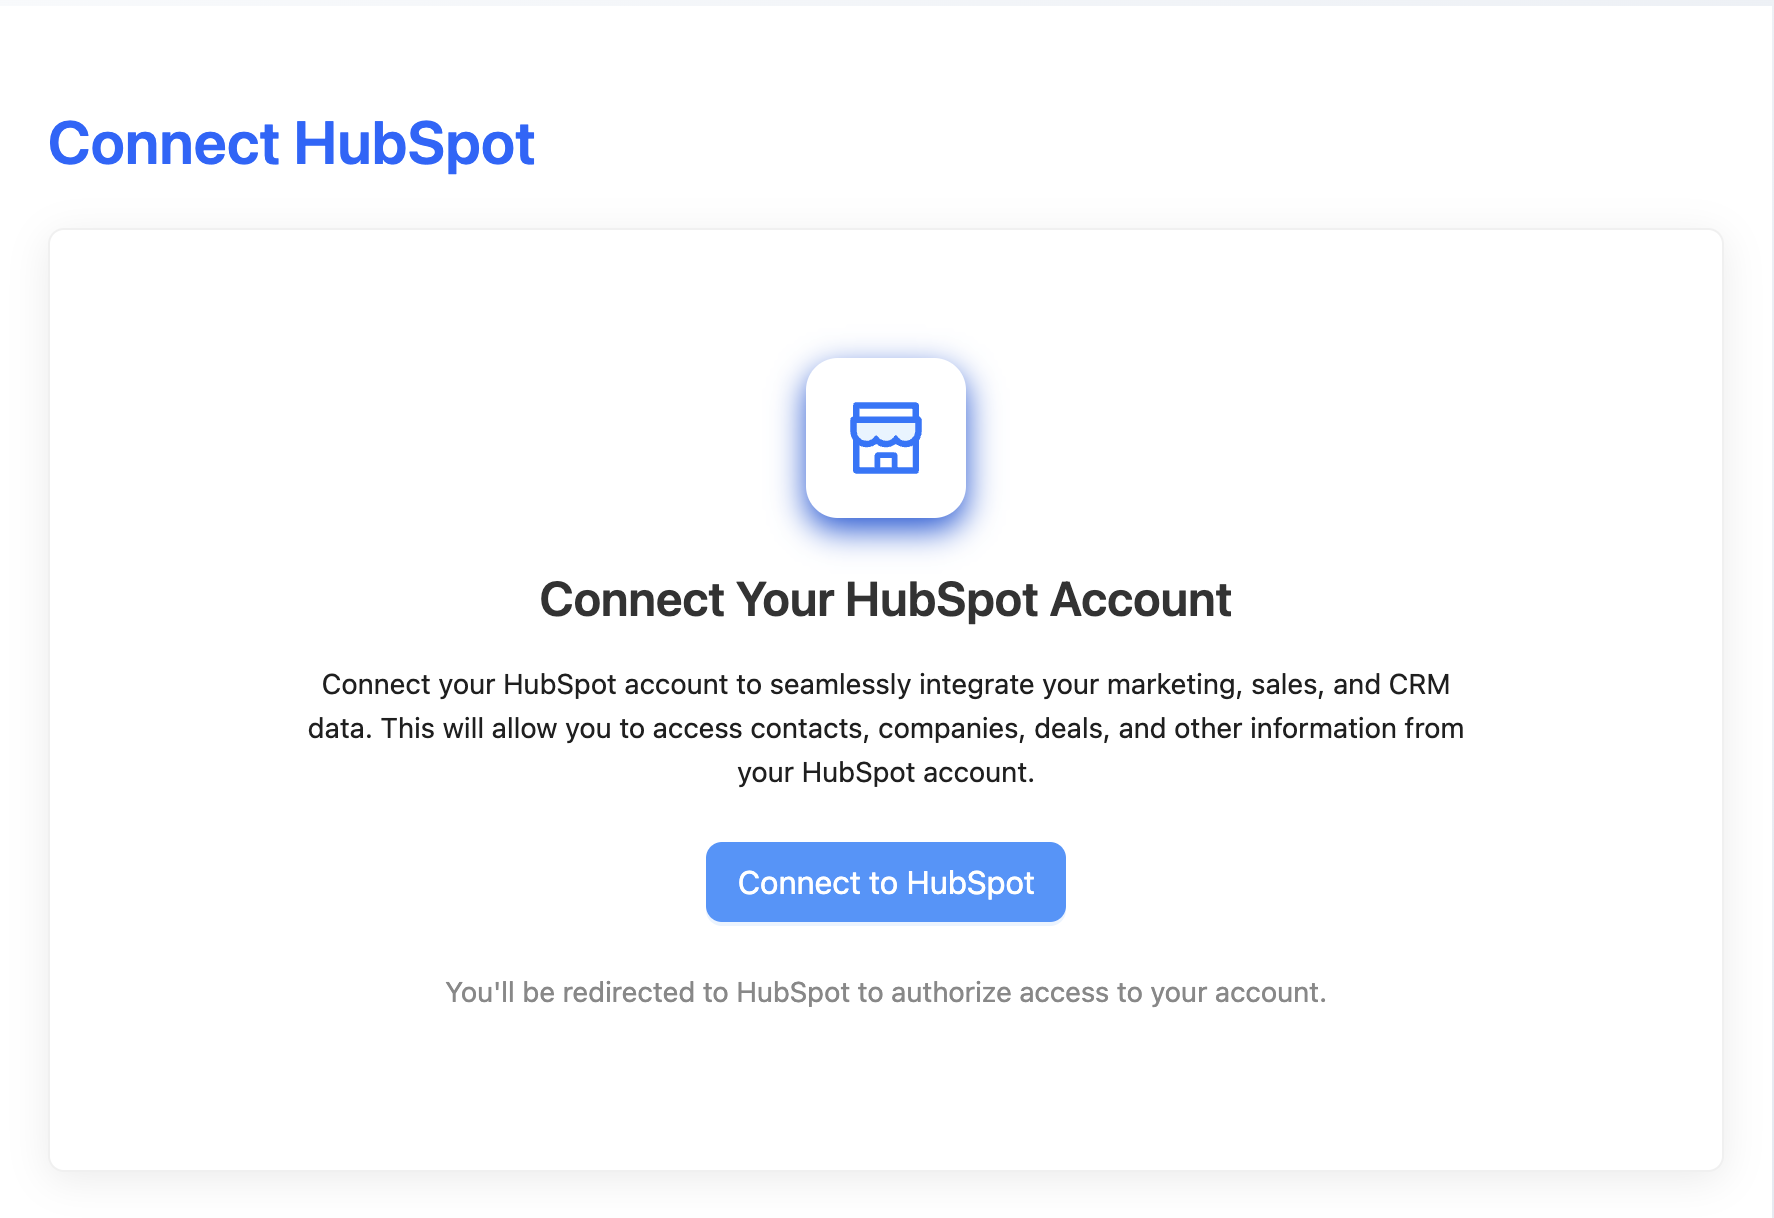 Connect HubSpot
Connect Your HubSpot Account
Connect your HubSpot account to seamlessly integrate your marketing, sales, and CRM
data. This will allow you to access contacts, companies, deals, and other information from
your HubSpot account.
Connect to HubSpot
You'll be redirected to HubSpot to authorize access to your account.